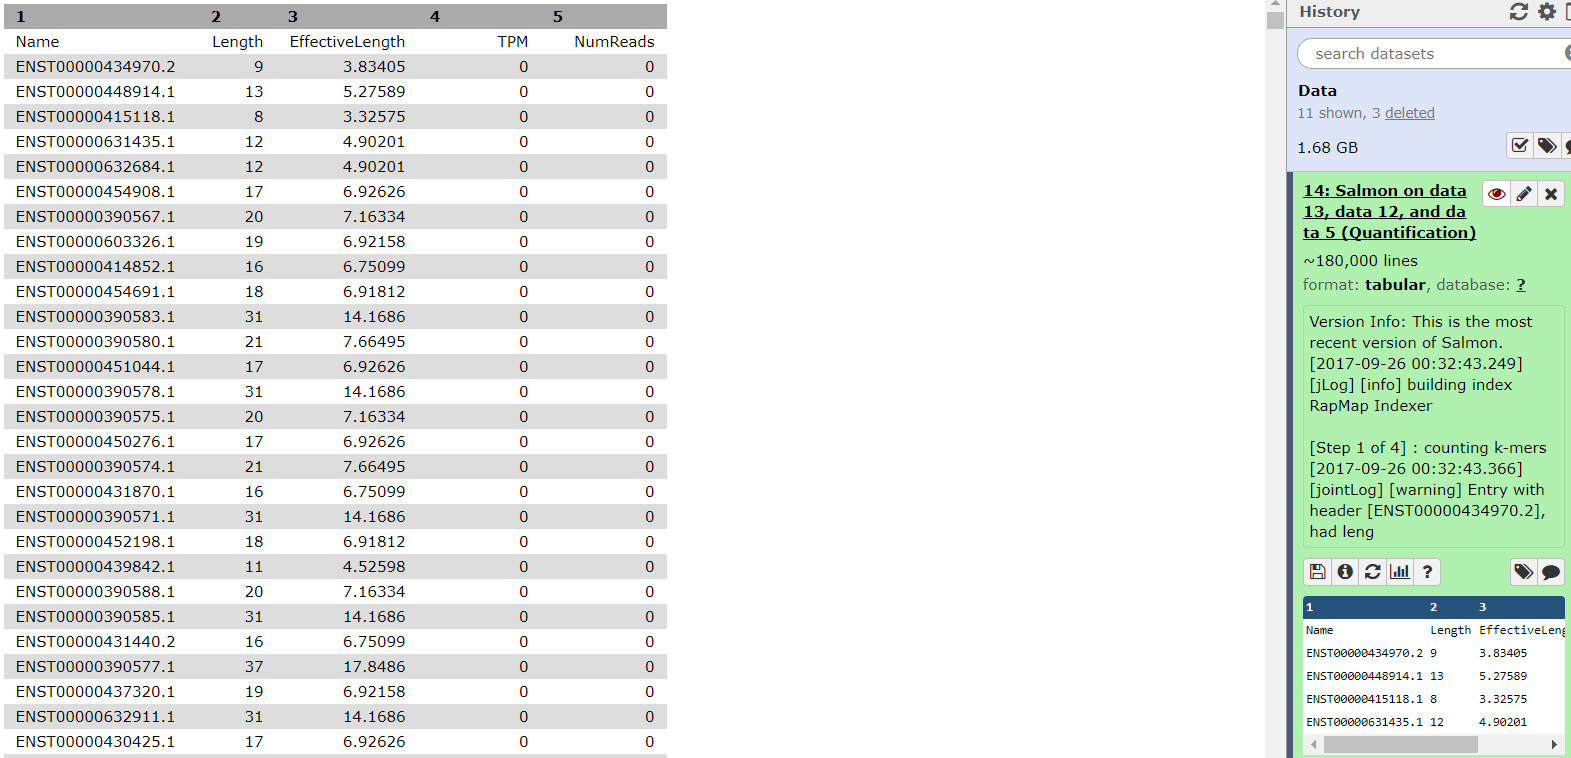 1 2 3 4 5
Name Length EffectiveLength TPM NumReads
ENST00000434970.2 9 3.83405 0 0
ENST00000448914.1 13 5.27589 0 0
ENST00000415118.1 8 3.32575 0 0
ENST00000631435.1 12 4.90201 0 0
ENST00000632684.1 12 4.90201 0 0
ENST00000454908.1 17 6.92626 0 0
ENST00000390567.1 20 7.16334 0 0
ENST00000603326.1 19 6.92158 0 0
ENST00000414852.1 16 6.75099 0 0
ENST00000454691.1 18 6.91812 0 0
ENST00000390583.1 31 14.1686 0 0
ENST00000390580.1 21 7.66495 0 0
ENST00000451044.1 17 6.92626 0 0
ENST00000390578.1 31 14.1686 0 0
ENST00000390575.1 20 7.16334 0 0
ENST00000450276.1 17 6.92626 0 0
ENST00000390574.1 21 7.66495 0 0
ENST00000431870.1 16 6.75099 0 0
ENST00000390571.1 31 14.1686 0 0
ENST00000452198.1 18 6.91812 0 0
ENST00000439842.1 11 4.52598 0 0
ENST00000390588.1 20 7.16334 0 0
ENST00000390585.1 31 14.1686 0 0
ENST00000431440.2 16 6.75099 0 0
ENST00000390577.1 37 17.8486 0 0
ENST00000437320.1 19 6.92158 0 0
ENST00000632911.1 31 14.1686 0 0
ENST00000430425.1 17 6.92626 0 0
History
search datasets
Data
11 shown, 3 deleted
1.68 GB
14: Salmon on data
13, data 12, and da
ta 5 (Quantification)
~180,000 lines
format: tabular, database: ?
Version Info: This is the most
recent version of Salmon.
[2017-09-26 00:32:43.249]
[jLog] [info] building index
RapMap Indexer
[Step 1 of 4] : counting k-mers
[2017-09-26 00:32:43.366]
[jointLog] [warning] Entry with
header [ENST00000434970.2],
had leng
?
1 2 3
Name Length EffectiveLeng
ENST00000434970.2 9 3.83405
ENST00000448914.1 13 5.27589
ENST00000415118.1 8 3.32575
ENST00000631435.1 12 4.90201